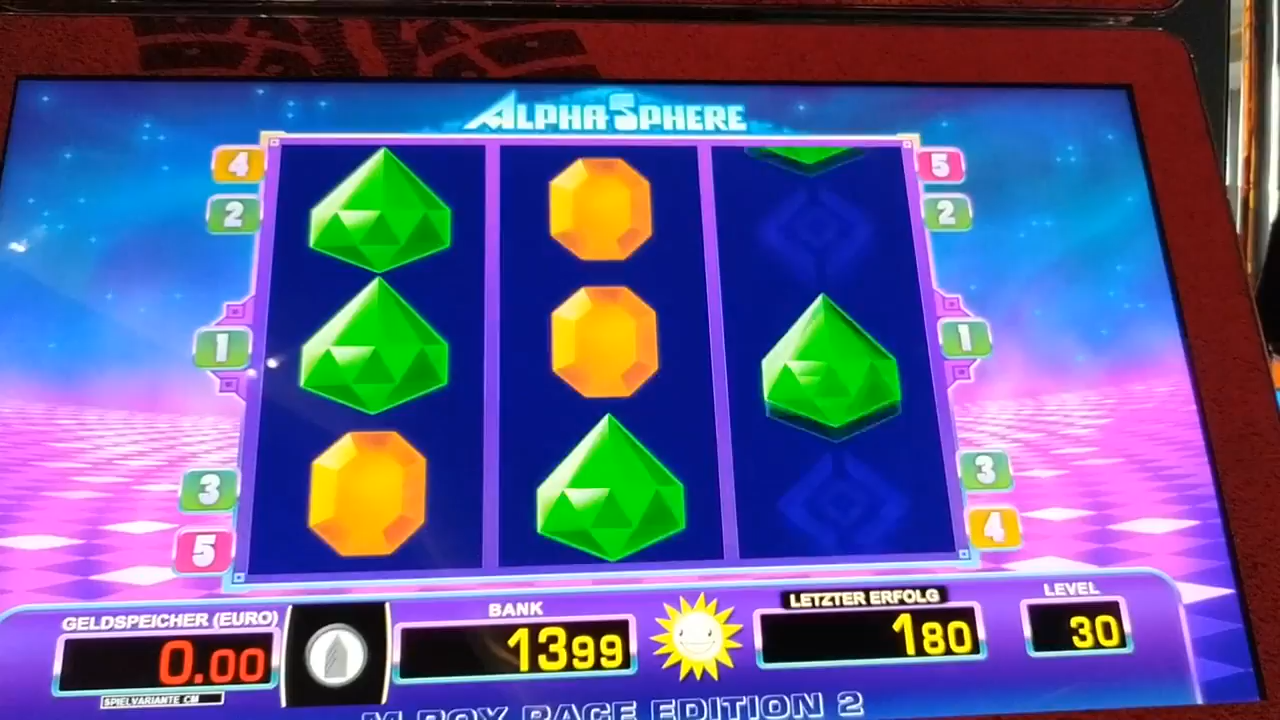 ALPHA SPHERE
4 5
2 2
1 1
3 3
5 4
GELDSPEICHER (EURO) BANK LETZTER ERFOLG LEVEL
0.00 1399 180 30
SPIELVARIANTE CM
M BOX RACE EDITION 2